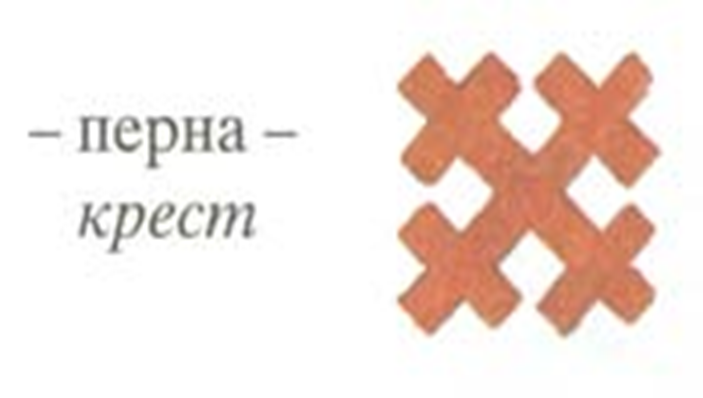 – перна –
крест